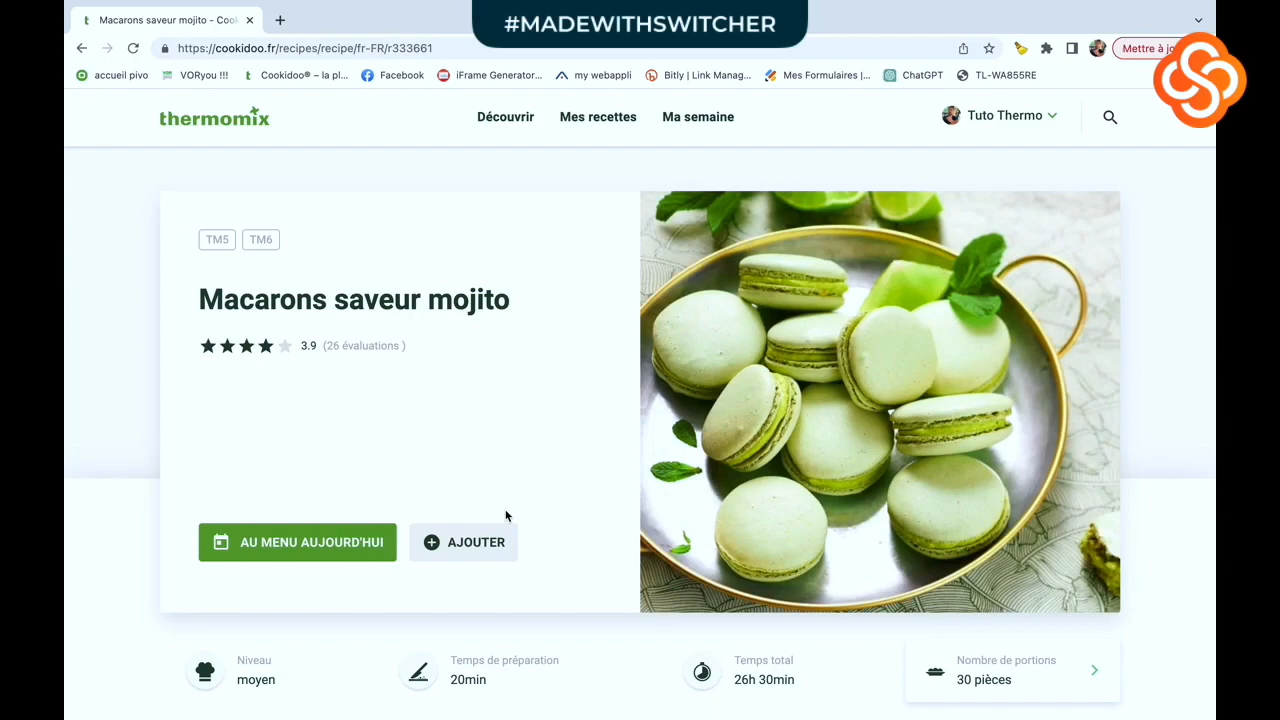 #MADEWITHSWITCHER
Macarons saveur mojito - Cook
https://cookidoo.fr/recipes/recipe/fr-FR/r333661
Mettre à jo
accueil pivo
VORyou !!!
Cookidoo® – la pl...
Facebook
iFrame Generator...
my webappli
Bitly | Link Manag...
Mes Formulaires |...
ChatGPT
TL-WA855RE
thermomix
Découvrir
Mes recettes
Ma semaine
Tuto Thermo
TM5
TM6
Macarons saveur mojito
3.9 (26 évaluations )
AU MENU AUJOURD'HUI
AJOUTER
Niveau
moyen
Temps de préparation
20min
Temps total
26h 30min
Nombre de portions
30 pièces